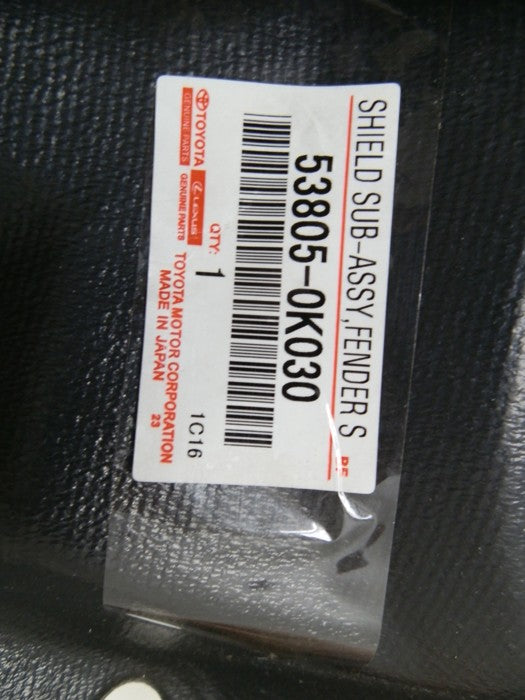 SHIELD SUB-ASSY,FENDER S
53805-0K030
QTY:
1
1C16
TOYOTA
GENUINE PARTS
LEXUS
GENUINE PARTS
TOYOTA MOTOR CORPORATION
MADE IN JAPAN
23